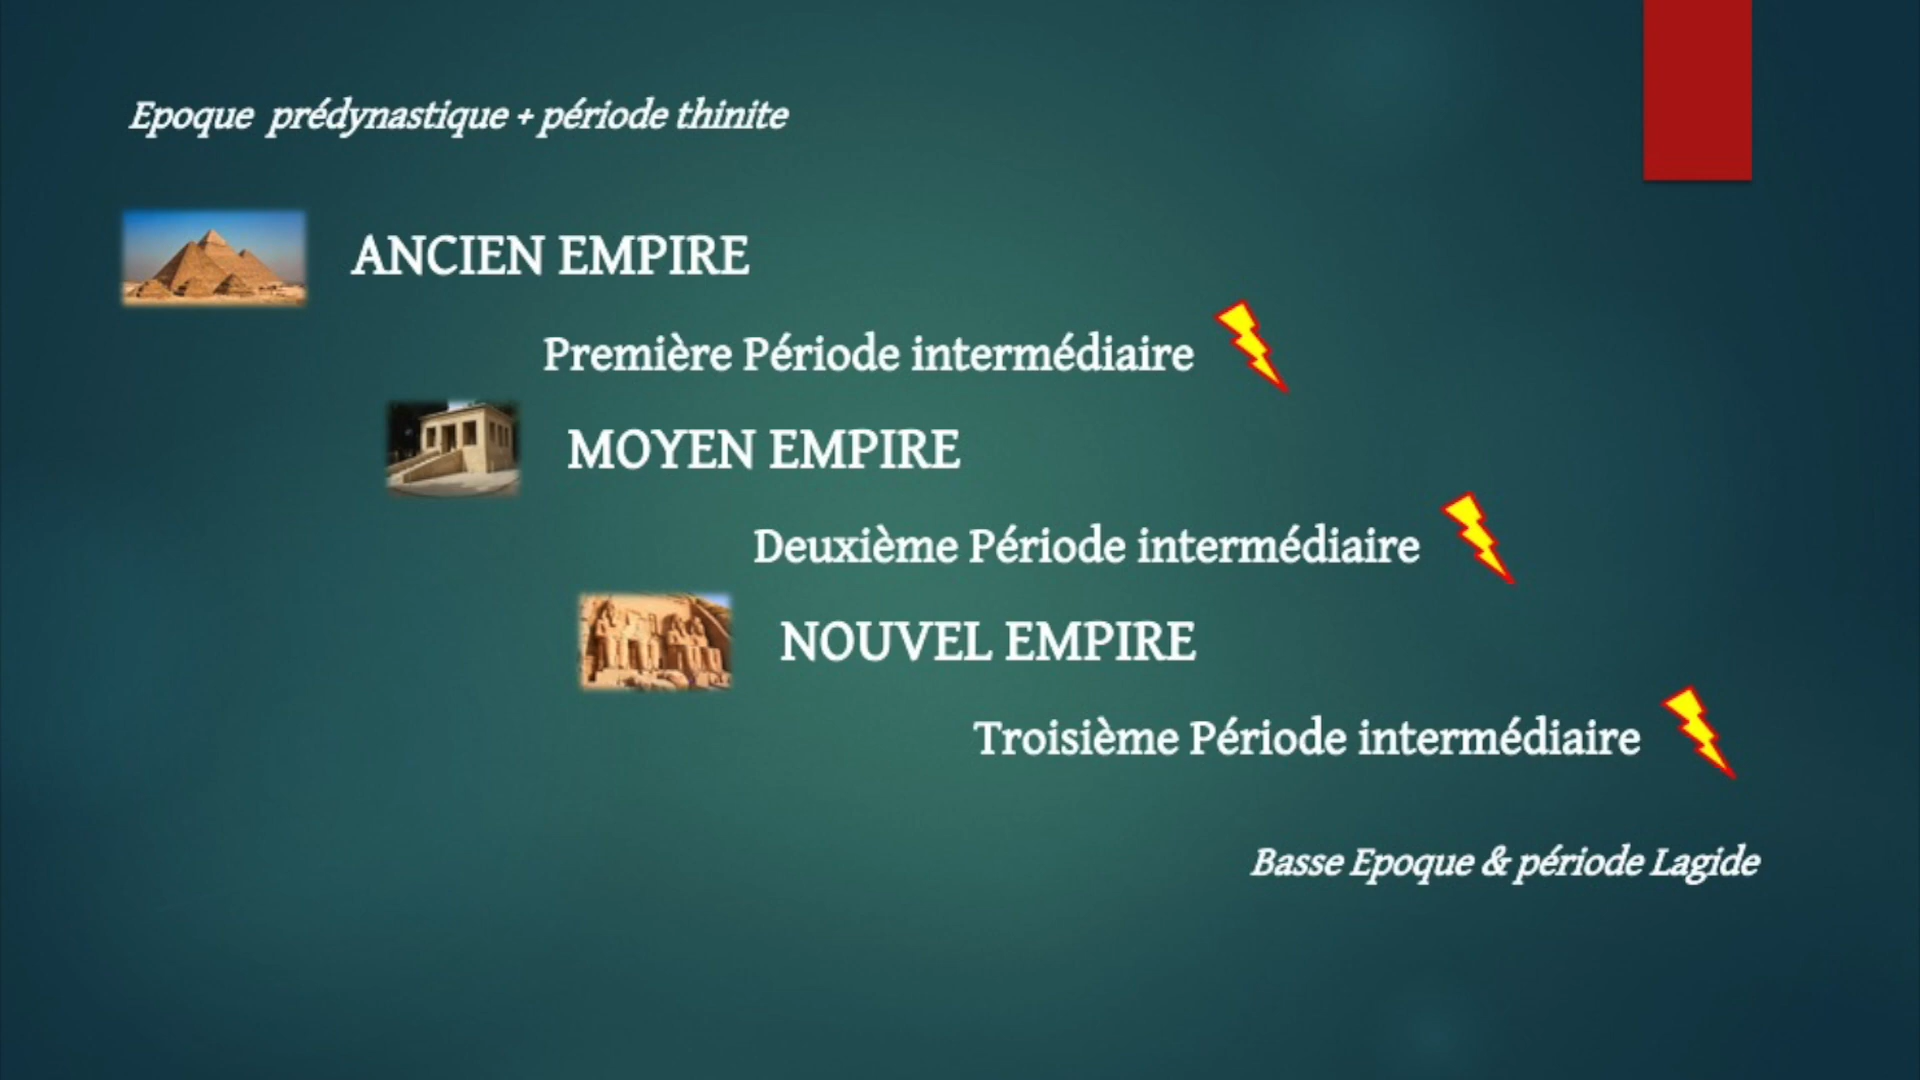 Epoque prédynastique + période thinite
ANCIEN EMPIRE
Première Période intermédiaire
MOYEN EMPIRE
Deuxième Période intermédiaire
NOUVEL EMPIRE
Troisième Période intermédiaire
Basse Epoque & période Lagide